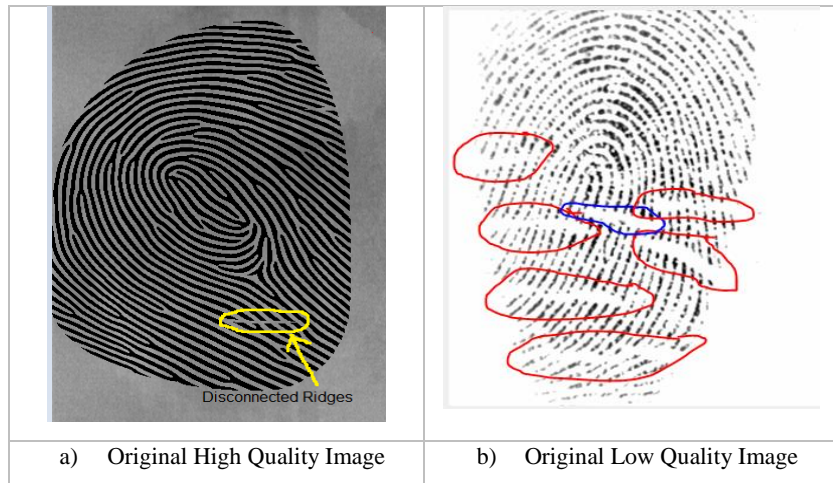 Disconnected Ridges
a) Original High Quality Image
b) Original Low Quality Image